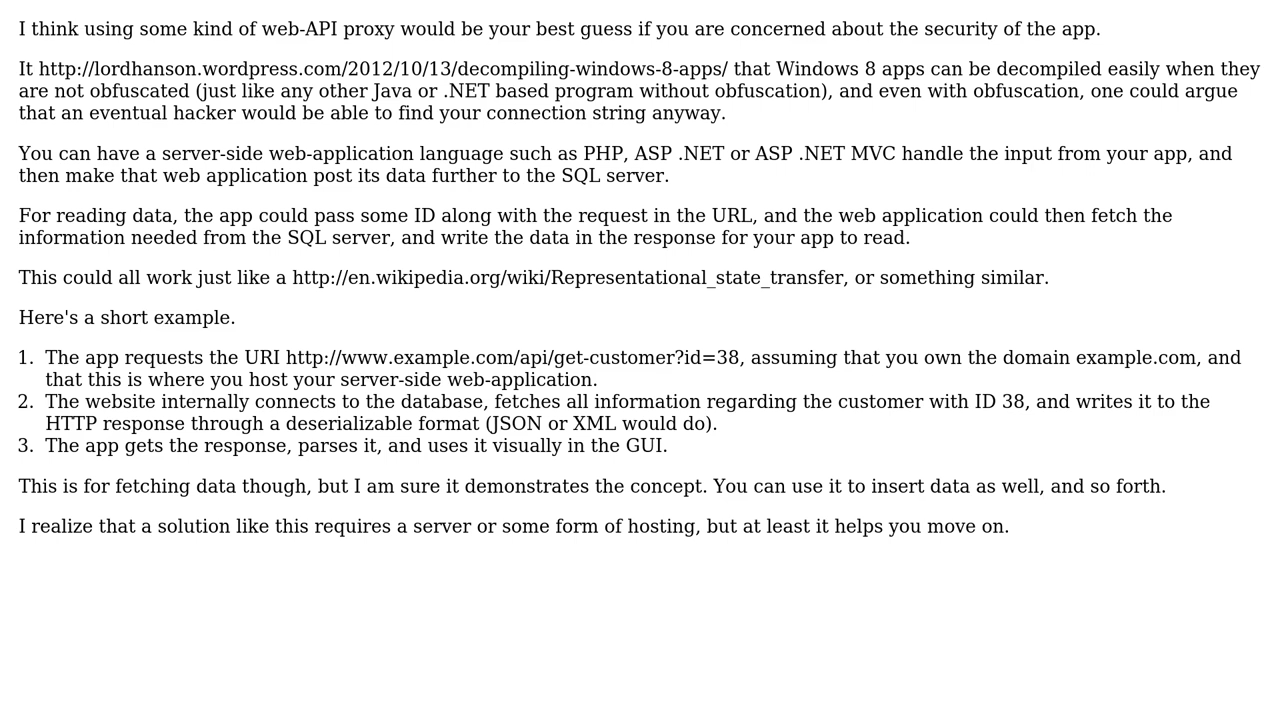 I think using some kind of web-API proxy would be your best guess if you are concerned about the security of the app.
It http://lordhanson.wordpress.com/2012/10/13/decompiling-windows-8-apps/ that Windows 8 apps can be decompiled easily when they
are not obfuscated (just like any other Java or .NET based program without obfuscation), and even with obfuscation, one could argue
that an eventual hacker would be able to find your connection string anyway.
You can have a server-side web-application language such as PHP, ASP .NET or ASP .NET MVC handle the input from your app, and
then make that web application post its data further to the SQL server.
For reading data, the app could pass some ID along with the request in the URL, and the web application could then fetch the
information needed from the SQL server, and write the data in the response for your app to read.
This could all work just like a http://en.wikipedia.org/wiki/Representational_state_transfer, or something similar.
Here's a short example.
1. The app requests the URI http://www.example.com/api/get-customer?id=38, assuming that you own the domain example.com, and
that this is where you host your server-side web-application.
2. The website internally connects to the database, fetches all information regarding the customer with ID 38, and writes it to the
HTTP response through a deserializable format (JSON or XML would do).
3. The app gets the response, parses it, and uses it visually in the GUI.
This is for fetching data though, but I am sure it demonstrates the concept. You can use it to insert data as well, and so forth.
I realize that a solution like this requires a server or some form of hosting, but at least it helps you move on.